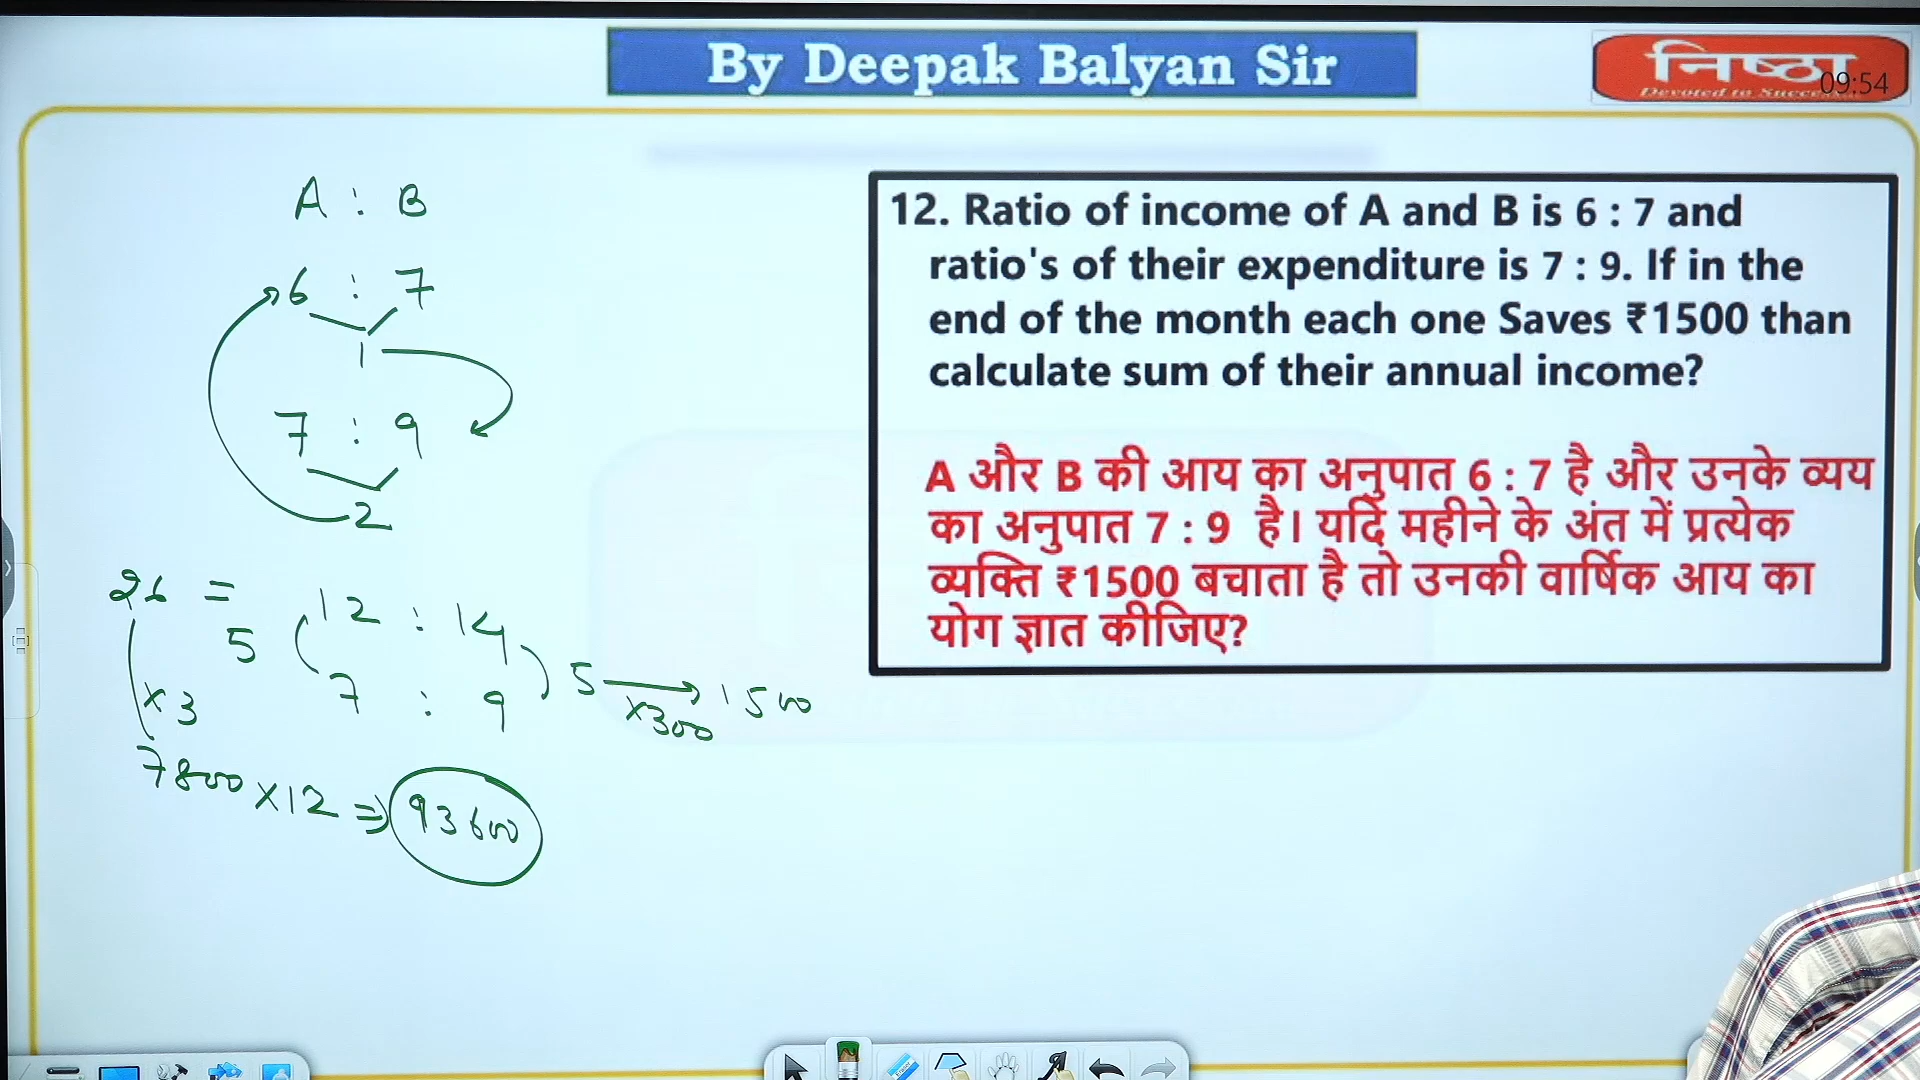 By Deepak Balyan Sir
निष्ठा
Devoted to Success
09:54
A : B
6 : 7
1
7 : 9
2
26 = 12 : 14
5 7 : 9 5 → 1500
×300
×3
7800 ×12 ⇒ 93600
12. Ratio of income of A and B is 6 : 7 and
ratio's of their expenditure is 7 : 9. If in the
end of the month each one Saves ₹1500 than
calculate sum of their annual income?
A और B की आय का अनुपात 6 : 7 है और उनके व्यय
का अनुपात 7 : 9 है। यदि महीने के अंत में प्रत्येक
व्यक्ति ₹1500 बचाता है तो उनकी वार्षिक आय का
योग ज्ञात कीजिए?